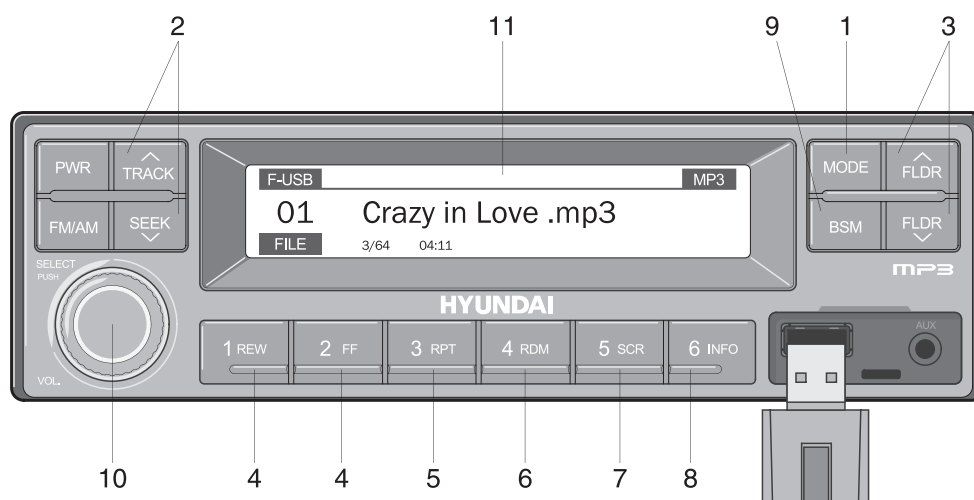 2 11 9 1 3
PWR TRACK
F-USB MP3
MODE FLDR
01 Crazy in Love .mp3
FM/AM SEEK
BSM FLDR
FILE 3/64 04:11
SELECT
PUSH
mP3
HYUNDAI
AUX
1 REW 2 FF 3 RPT 4 RDM 5 SCR 6 INFO
VOL.
10 4 4 5 6 7 8